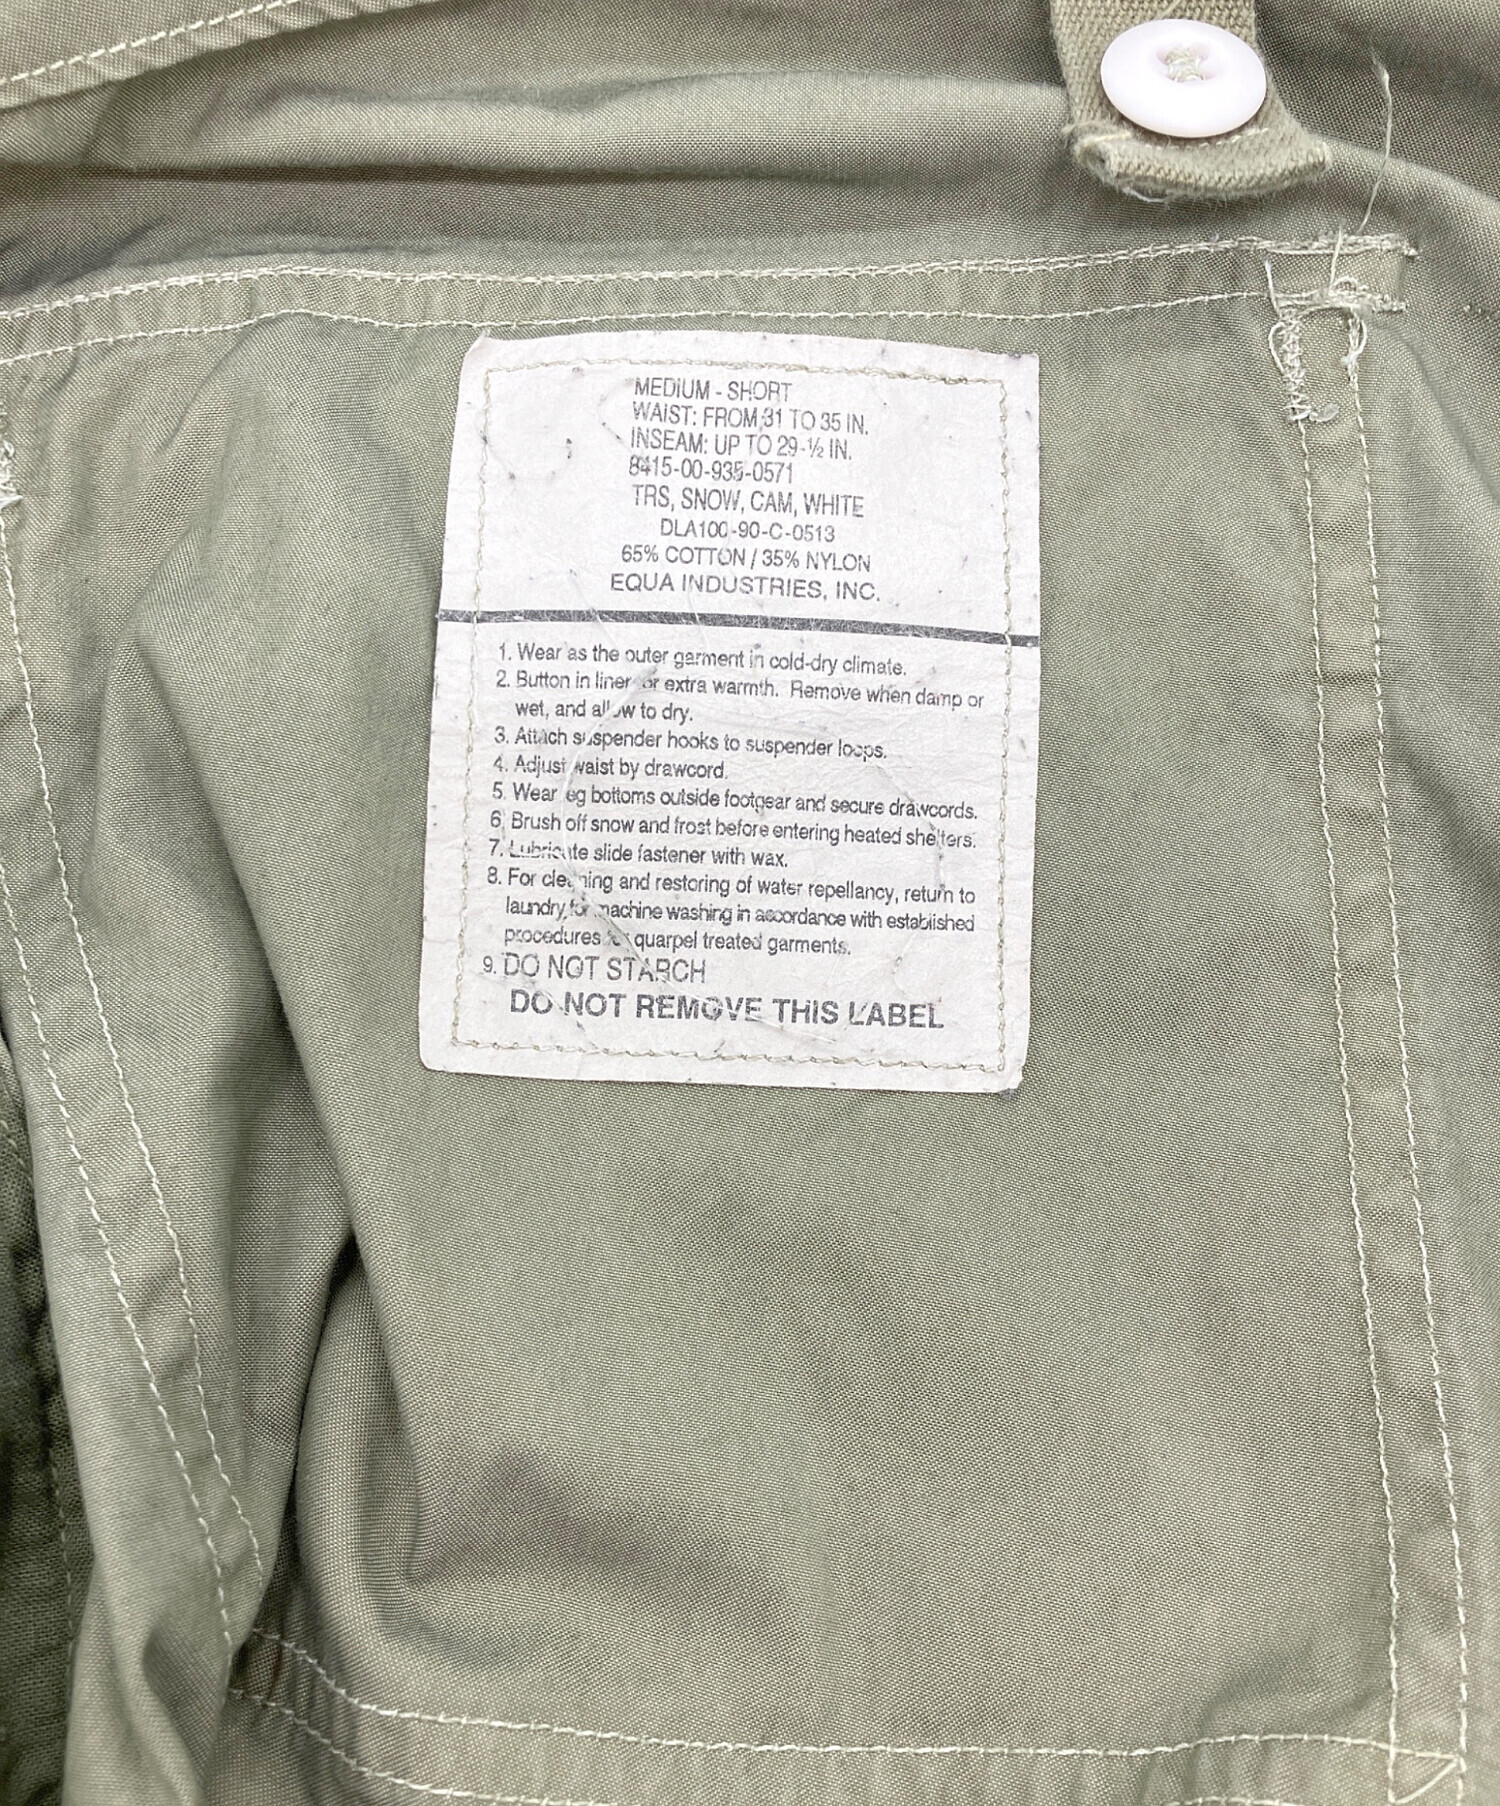 MEDIUM - SHORT
WAIST: FROM 31 TO 35 IN.
INSEAM: UP TO 29-½ IN.
8415-00-935-0571
TRS, SNOW, CAM, WHITE
DLA100-90-C-0513
65% COTTON / 35% NYLON
EQUA INDUSTRIES, INC.
1. Wear as the outer garment in cold-dry climate.
2. Button in liner for extra warmth. Remove when damp or
wet, and allow to dry.
3. Attach suspender hooks to suspender loops.
4. Adjust waist by drawcord.
5. Wear leg bottoms outside footgear and secure drawcords.
6. Brush off snow and frost before entering heated shelters.
7. Lubricate slide fastener with wax.
8. For cleaning and restoring of water repellancy, return to
laundry for machine washing in accordance with established
procedures for quarpel treated garments.
9. DO NOT STARCH
DO NOT REMOVE THIS LABEL